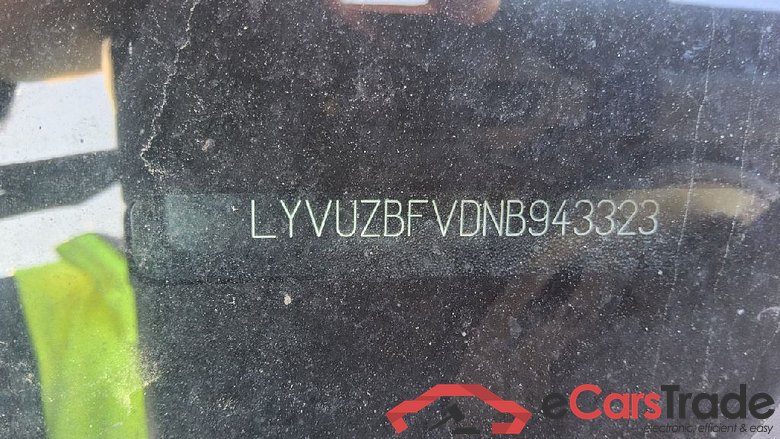 LYVUZBFVDNB943323
eCarsTrade
electronic, efficient & easy